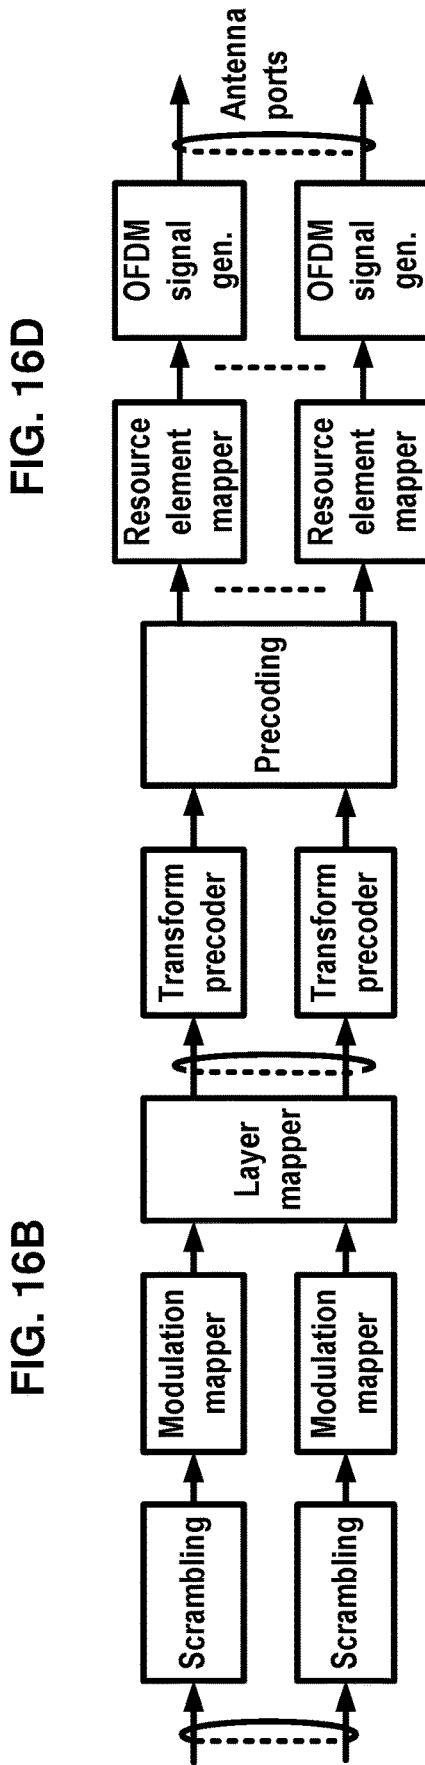 FIG. 16B
FIG. 16D
Scrambling
Modulation
mapper
Layer
mapper
Transform
precoder
Precoding
Resource
element
mapper
OFDM
signal
gen.
Antenna
ports
Scrambling
Modulation
mapper
Transform
precoder
Resource
element
mapper
OFDM
signal
gen.